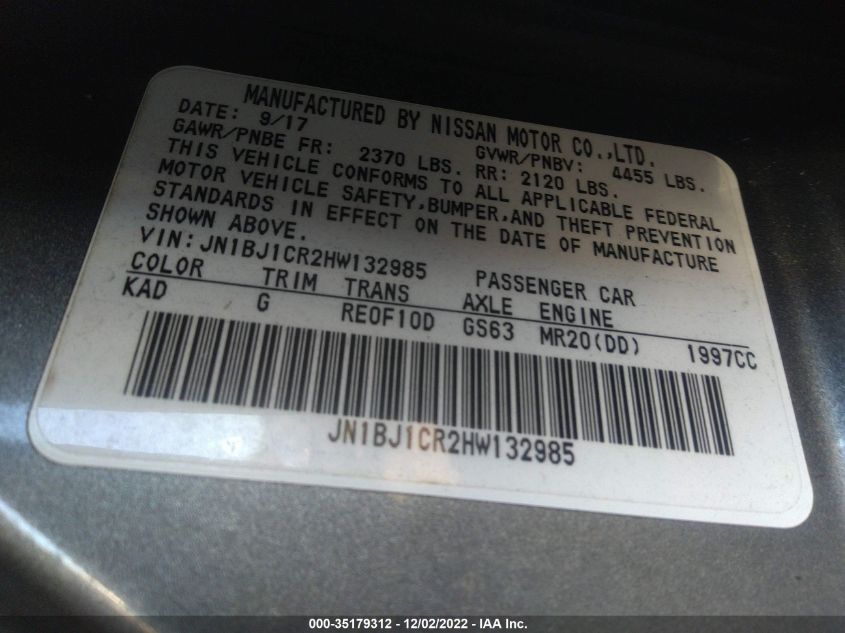 MANUFACTURED BY NISSAN MOTOR CO.,LTD.
DATE: 9/17 GVWR/PNBV: 4455 LBS.
GAWR/PNBE FR: 2370 LBS. RR: 2120 LBS.
THIS VEHICLE CONFORMS TO ALL APPLICABLE FEDERAL
MOTOR VEHICLE SAFETY,BUMPER,AND THEFT PREVENTION
STANDARDS IN EFFECT ON THE DATE OF MANUFACTURE
SHOWN ABOVE.
VIN:JN1BJ1CR2HW132985 PASSENGER CAR
COLOR TRIM TRANS AXLE ENGINE
KAD G RE0F10D GS63 MR20(DD) 1997CC
JN1BJ1CR2HW132985
000-35179312 - 12/02/2022 - IAA Inc.